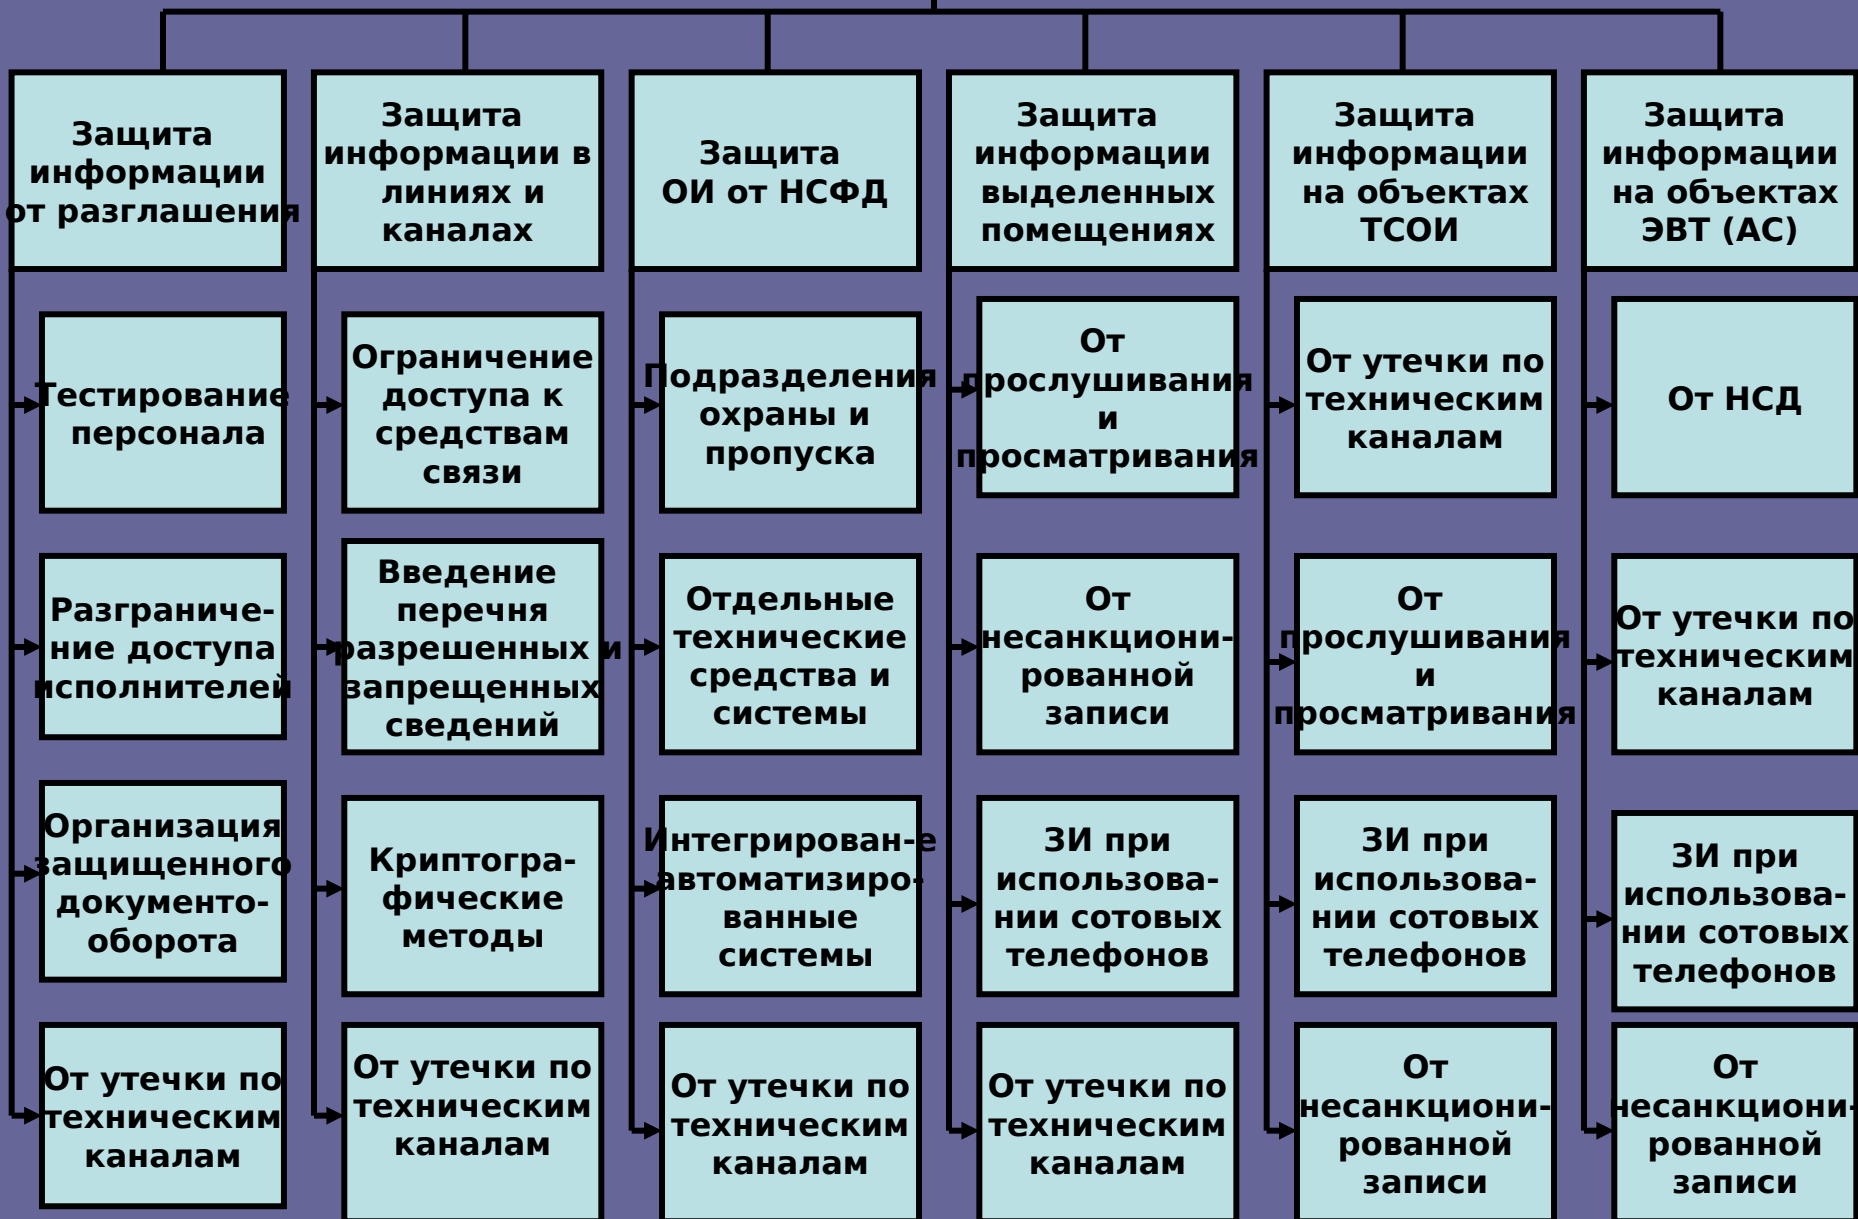 Защита
информации
от разглашения
Тестирование
персонала
Разграниче-
ние доступа
исполнителей
Организация
защищенного
документо-
оборота
От утечки по
техническим
каналам
Защита
информации в
линиях и
каналах
Ограничение
доступа к
средствам
связи
Введение
перечня
разрешенных и
запрещенных
сведений
Криптогра-
фические
методы
От утечки по
техническим
каналам
Защита
ОИ от НСФД
Подразделения
охраны и
пропуска
Отдельные
технические
средства и
системы
Интегрирован-е
автоматизиро-
ванные
системы
От утечки по
техническим
каналам
Защита
информации
выделенных
помещениях
От
прослушивания
и
просматривания
От
несанкциони-
рованной
записи
ЗИ при
использова-
нии сотовых
телефонов
От утечки по
техническим
каналам
Защита
информации
на объектах
ТСОИ
От утечки по
техническим
каналам
От
прослушивания
и
просматривания
ЗИ при
использова-
нии сотовых
телефонов
От
несанкциони-
рованной
записи
Защита
информации
на объектах
ЭВТ (АС)
От НСД
От утечки по
техническим
каналам
ЗИ при
использова-
нии сотовых
телефонов
От
несанкциони-
рованной
записи